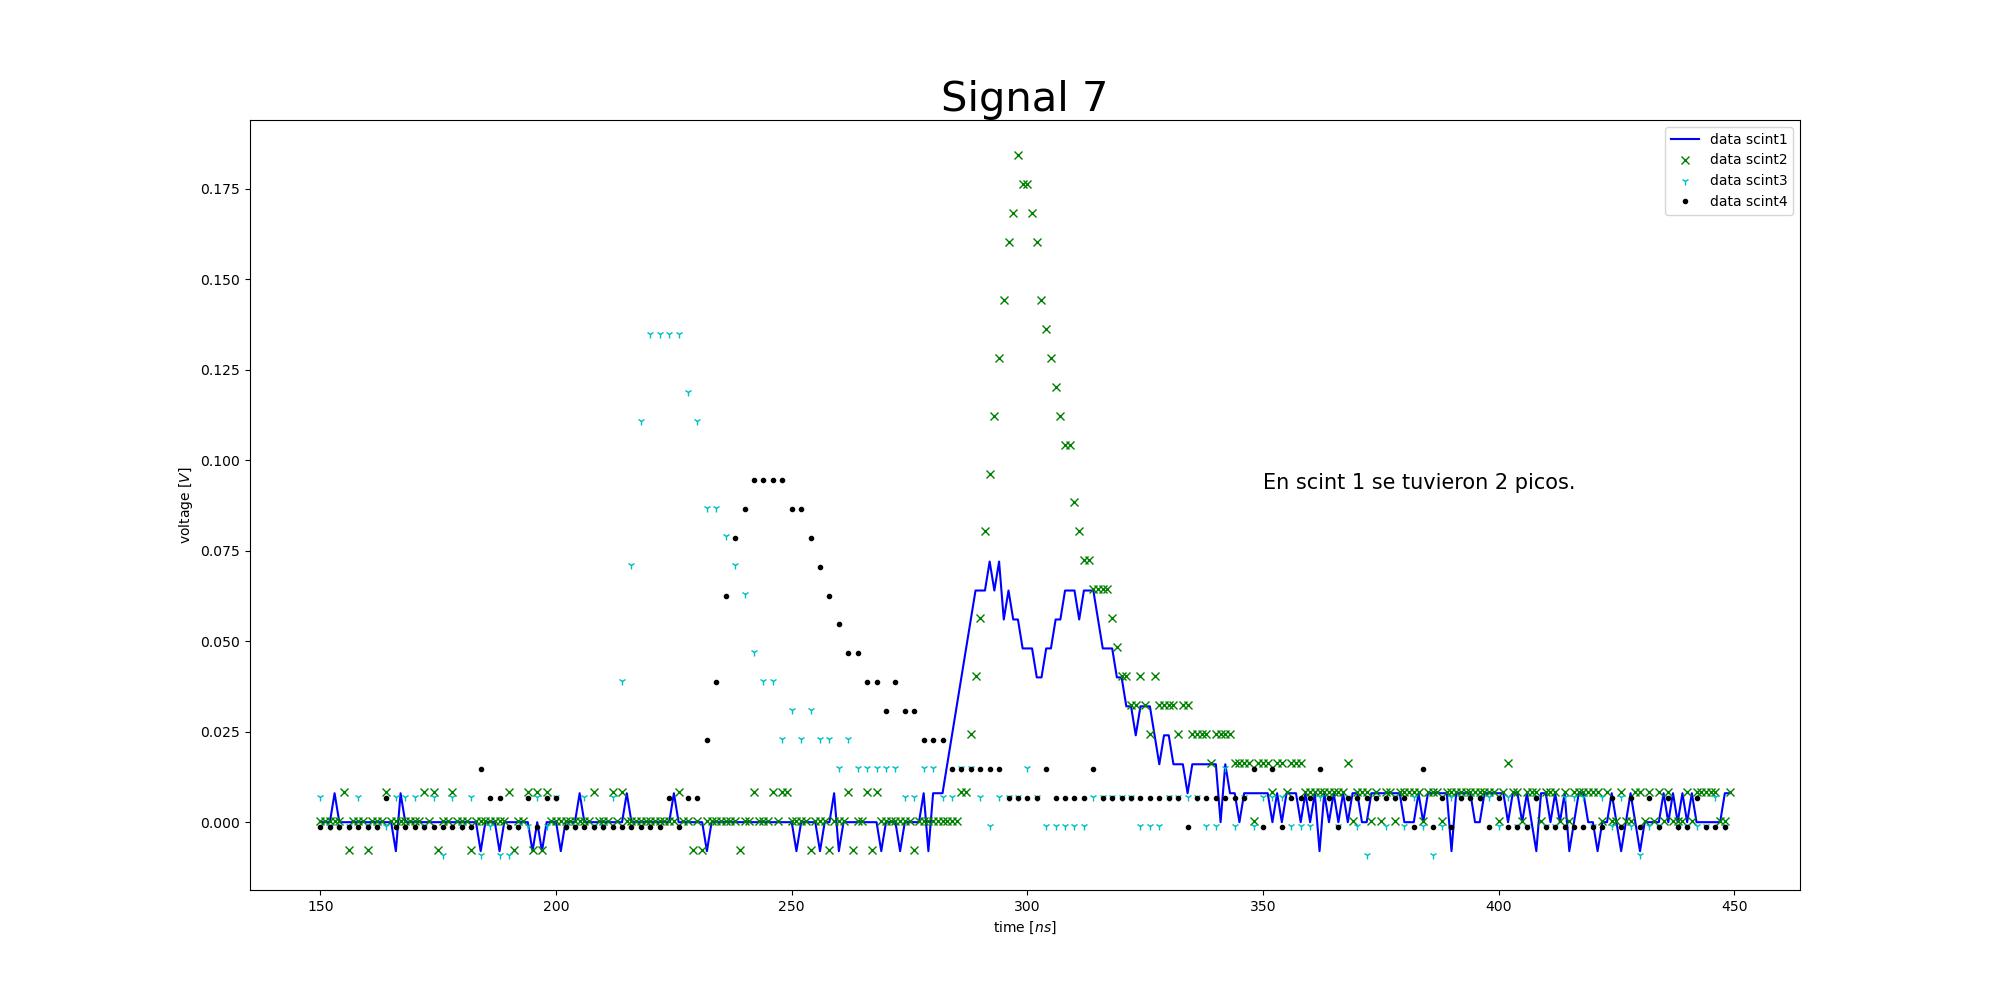 Signal 7
data scint1
data scint2
data scint3
data scint4
0.175
0.150
0.125
0.100
0.075
0.050
0.025
0.000
voltage [V]
En scint 1 se tuvieron 2 picos.
150 200 250 300 350 400 450
time [ns]